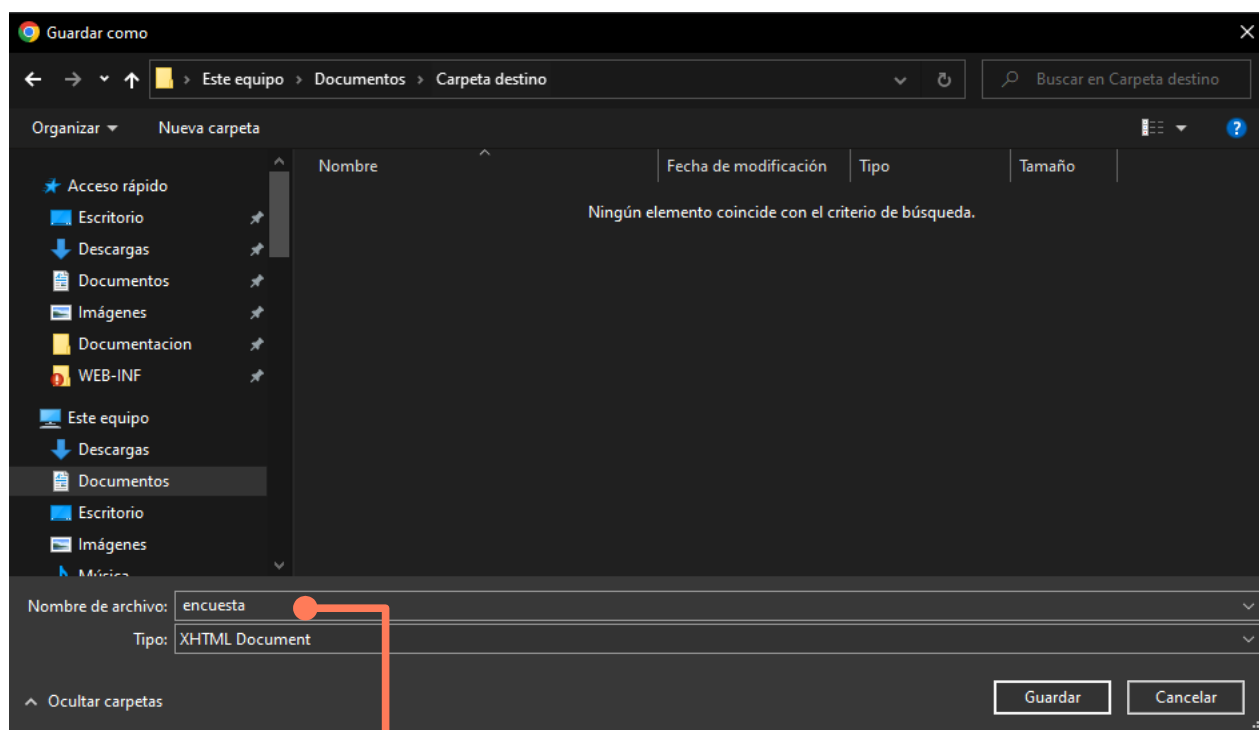 Guardar como
Este equipo > Documentos > Carpeta destino
Buscar en Carpeta destino
Organizar
Nueva carpeta
Nombre
Fecha de modificación
Tipo
Tamaño
Ningún elemento coincide con el criterio de búsqueda.
Acceso rápido
Escritorio
Descargas
Documentos
Imágenes
Documentacion
WEB-INF
Este equipo
Descargas
Documentos
Escritorio
Imágenes
Música
Nombre de archivo: encuesta
Tipo: XHTML Document
Ocultar carpetas
Guardar
Cancelar